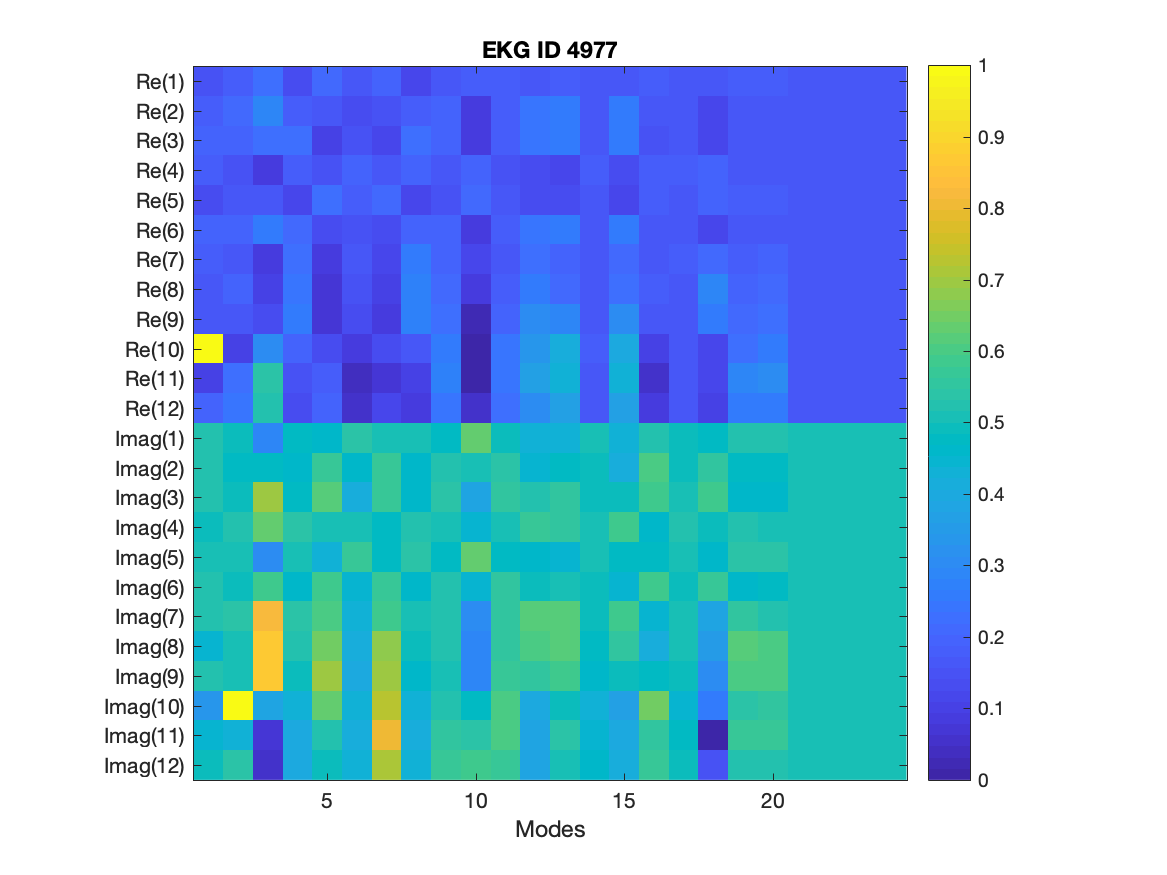 EKG ID 4977
Re(1)
Re(2)
Re(3)
Re(4)
Re(5)
Re(6)
Re(7)
Re(8)
Re(9)
Re(10)
Re(11)
Re(12)
Imag(1)
Imag(2)
Imag(3)
Imag(4)
Imag(5)
Imag(6)
Imag(7)
Imag(8)
Imag(9)
Imag(10)
Imag(11)
Imag(12)
5 10 15 20
Modes
1
0.9
0.8
0.7
0.6
0.5
0.4
0.3
0.2
0.1
0